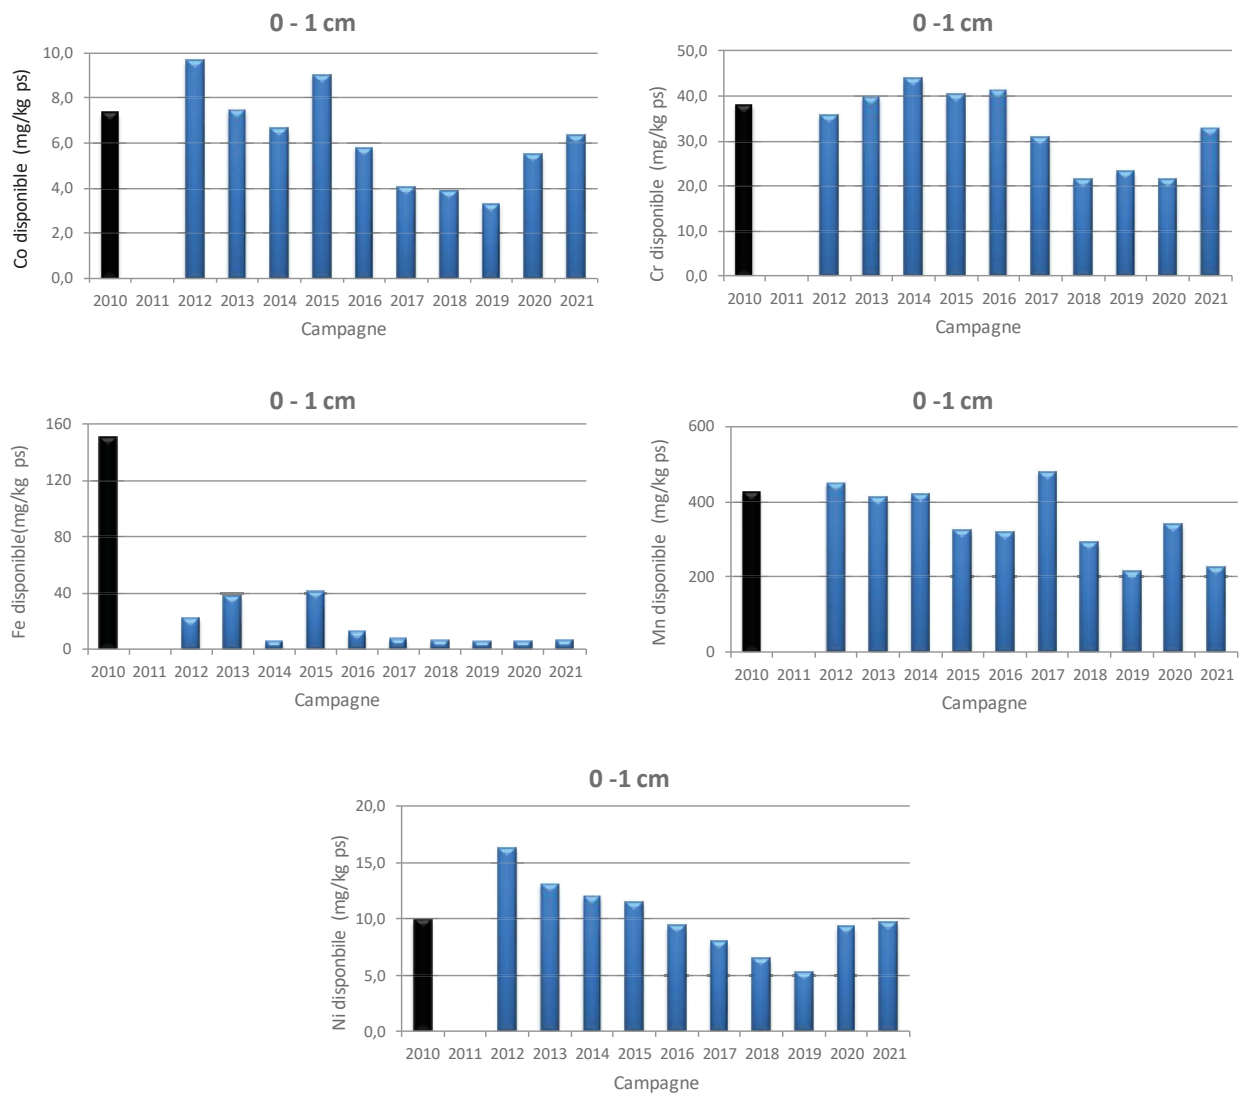 0 - 1 cm
Co disponible (mg/kg ps)
10,0
8,0
6,0
4,0
2,0
0,0
2010 2011 2012 2013 2014 2015 2016 2017 2018 2019 2020 2021
Campagne
0 -1 cm
Cr disponible (mg/kg ps)
50,0
40,0
30,0
20,0
10,0
0,0
2010 2011 2012 2013 2014 2015 2016 2017 2018 2019 2020 2021
Campagne
0 - 1 cm
Fe disponible(mg/kg ps)
160
120
80
40
0
2010 2011 2012 2013 2014 2015 2016 2017 2018 2019 2020 2021
Campagne
0 -1 cm
Mn disponible (mg/kg ps)
600
400
200
0
2010 2011 2012 2013 2014 2015 2016 2017 2018 2019 2020 2021
Campagne
0 -1 cm
Ni disponbile (mg/kg ps)
20,0
15,0
10,0
5,0
0,0
2010 2011 2012 2013 2014 2015 2016 2017 2018 2019 2020 2021
Campagne